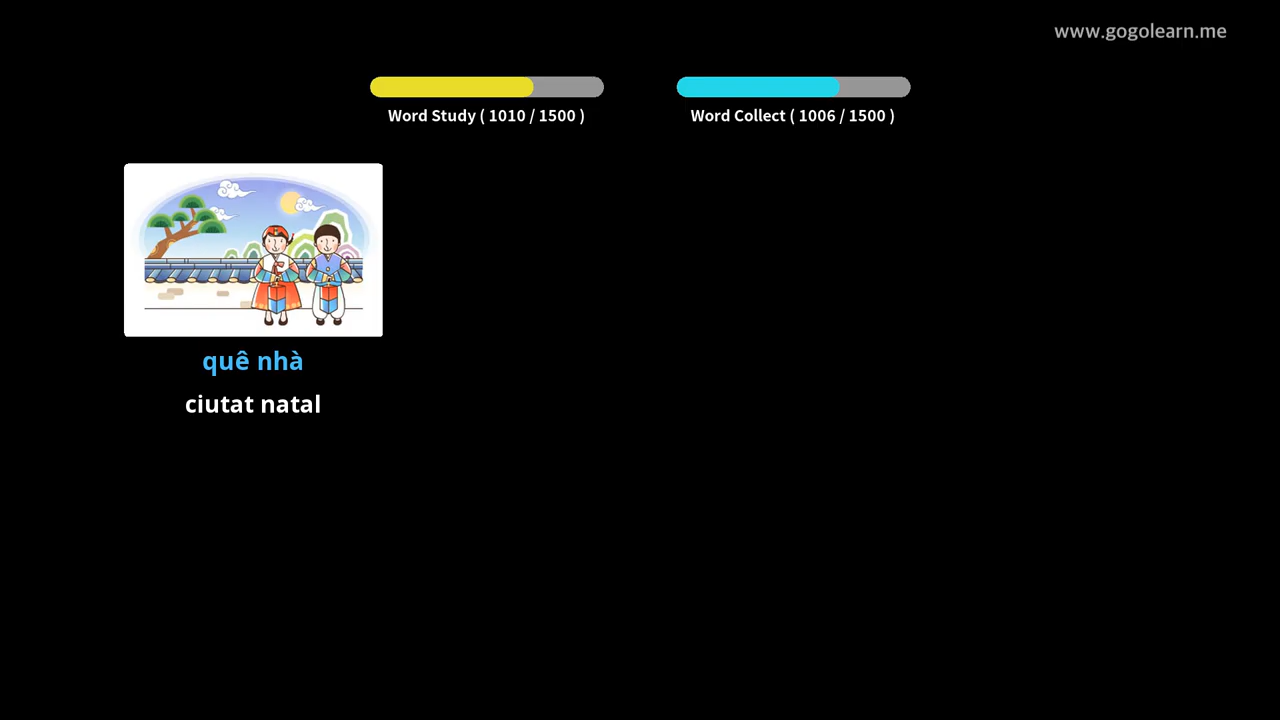 www.gogolearn.me
Word Study ( 1010 / 1500 )
Word Collect ( 1006 / 1500 )
quê nhà
ciutat natal